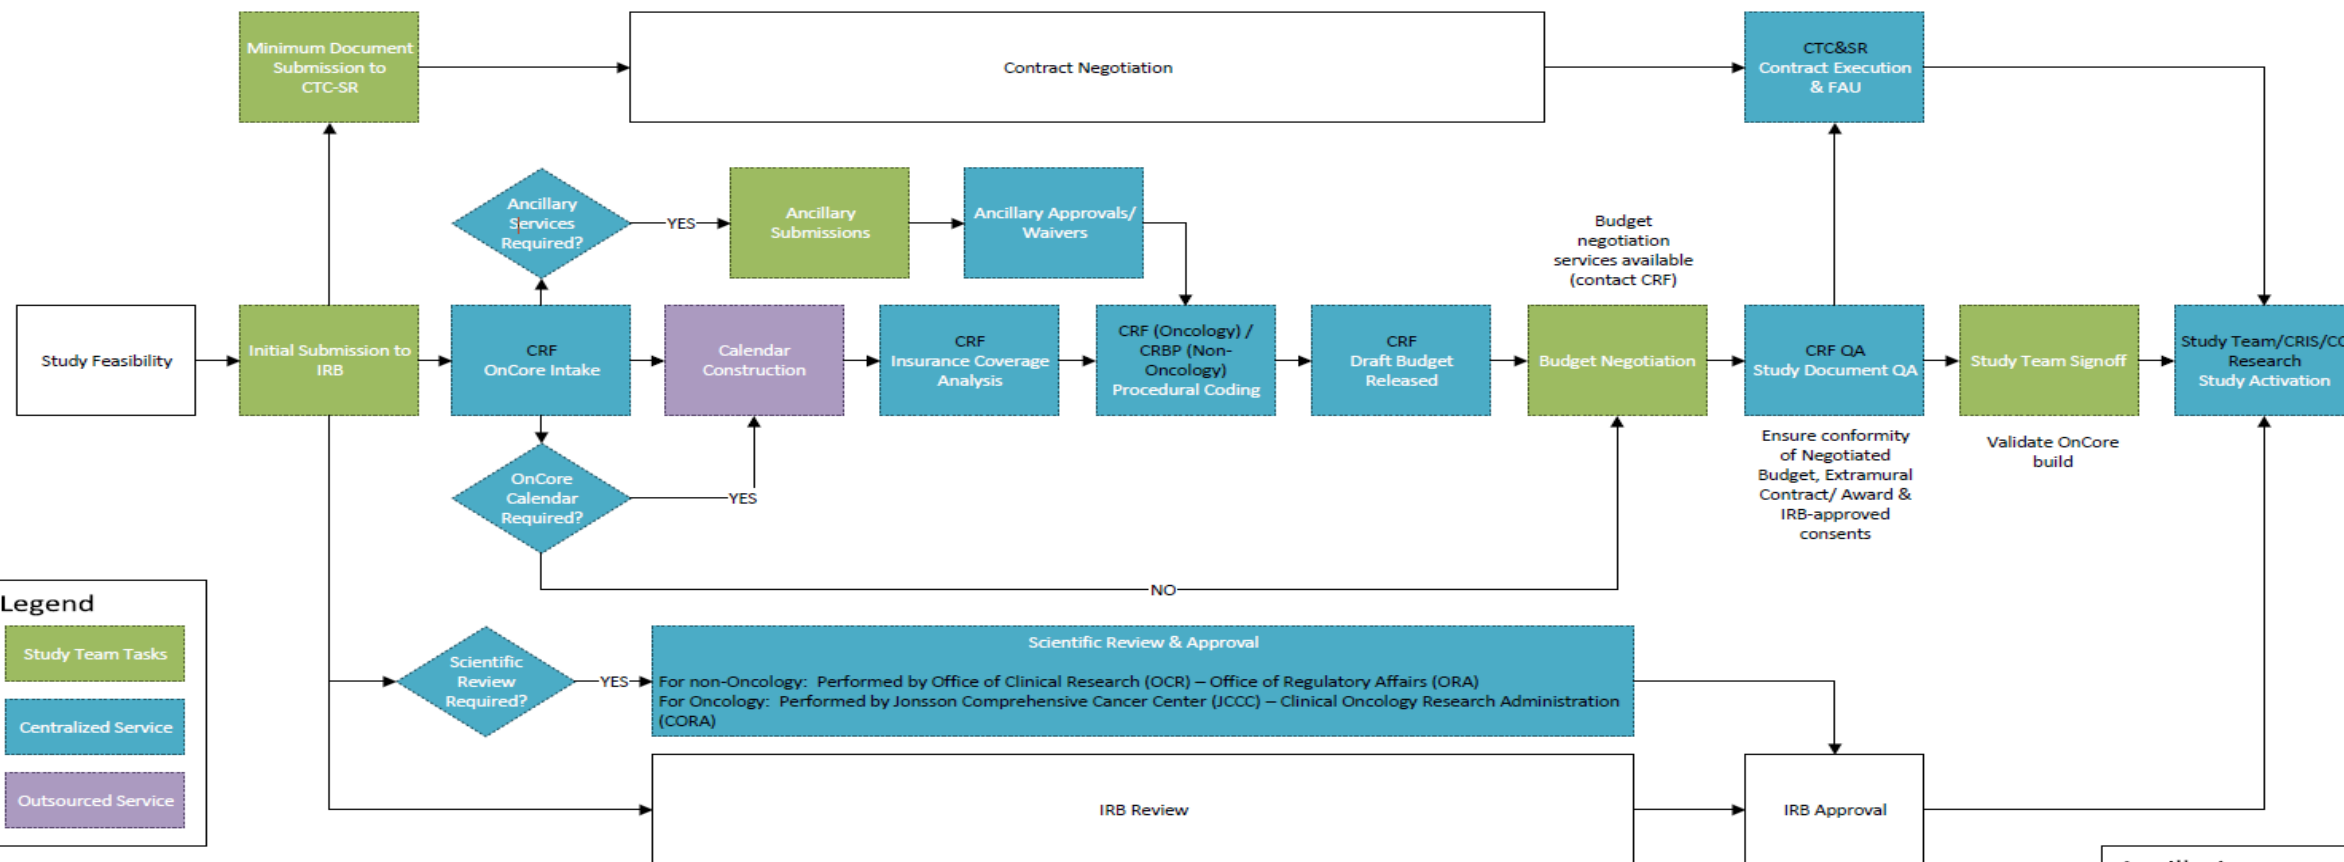 Minimum Document
Submission to
CTC-SR
Contract Negotiation
CTC&SR
Contract Execution
& FAU
Ancillary
Services
Required?
YES
Ancillary
Submissions
Ancillary Approvals/
Waivers
Budget
negotiation
services available
(contact CRF)
Study Feasibility
Initial Submission to
IRB
CRF
OnCore Intake
Calendar
Construction
CRF
Insurance Coverage
Analysis
CRF (Oncology) /
CRBP (Non-
Oncology)
Procedural Coding
CRF
Draft Budget
Released
Budget Negotiation
CRF QA
Study Document QA
Study Team Signoff
Study Team/CRIS/CC
Research
Study Activation
Ensure conformity
of Negotiated
Budget, Extramural
Contract/ Award &
IRB-approved
consents
Validate OnCore
build
OnCore
Calendar
Required?
YES
NO
Legend
Study Team Tasks
Centralized Service
Outsourced Service
Scientific
Review
Required?
YES
Scientific Review & Approval
For non-Oncology: Performed by Office of Clinical Research (OCR) – Office of Regulatory Affairs (ORA)
For Oncology: Performed by Jonsson Comprehensive Cancer Center (JCCC) – Clinical Oncology Research Administration
(CORA)
IRB Review
IRB Approval